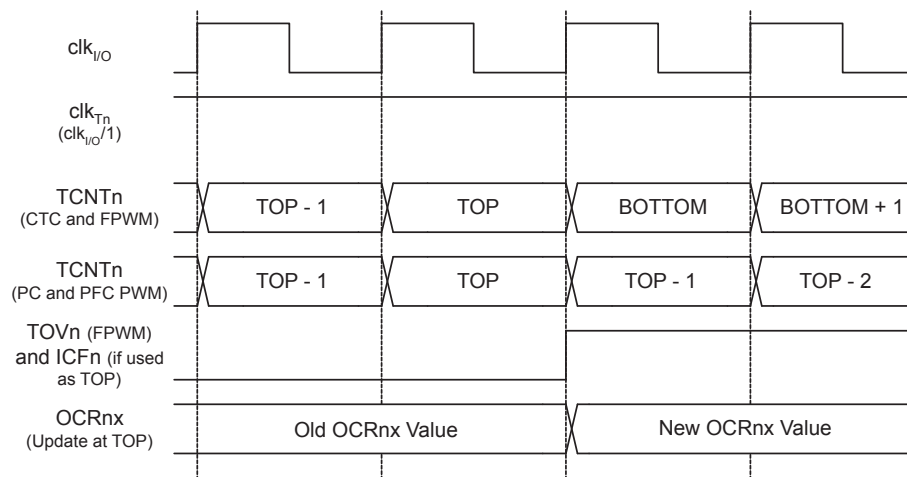 clkI/O
clkTn
(clkI/O/1)
TCNTn
(CTC and FPWM)
TOP - 1
TOP
BOTTOM
BOTTOM + 1
TCNTn
(PC and PFC PWM)
TOP - 1
TOP
TOP - 1
TOP - 2
TOVn (FPWM)
and ICFn (if used
as TOP)
OCRnx
(Update at TOP)
Old OCRnx Value
New OCRnx Value